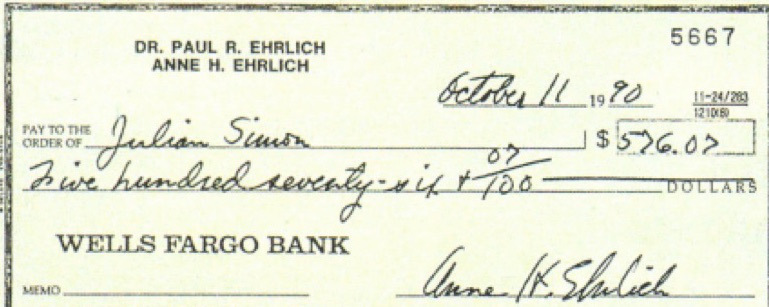 5667
DR. PAUL R. EHRLICH
ANNE H. EHRLICH
October 11 1990
11-24/283
1210(8)
PAY TO THE
ORDER OF Julian Simon $ 576.07
Five hundred seventy-six + 07/100 DOLLARS
WELLS FARGO BANK
MEMO Anne H. Ehrlich